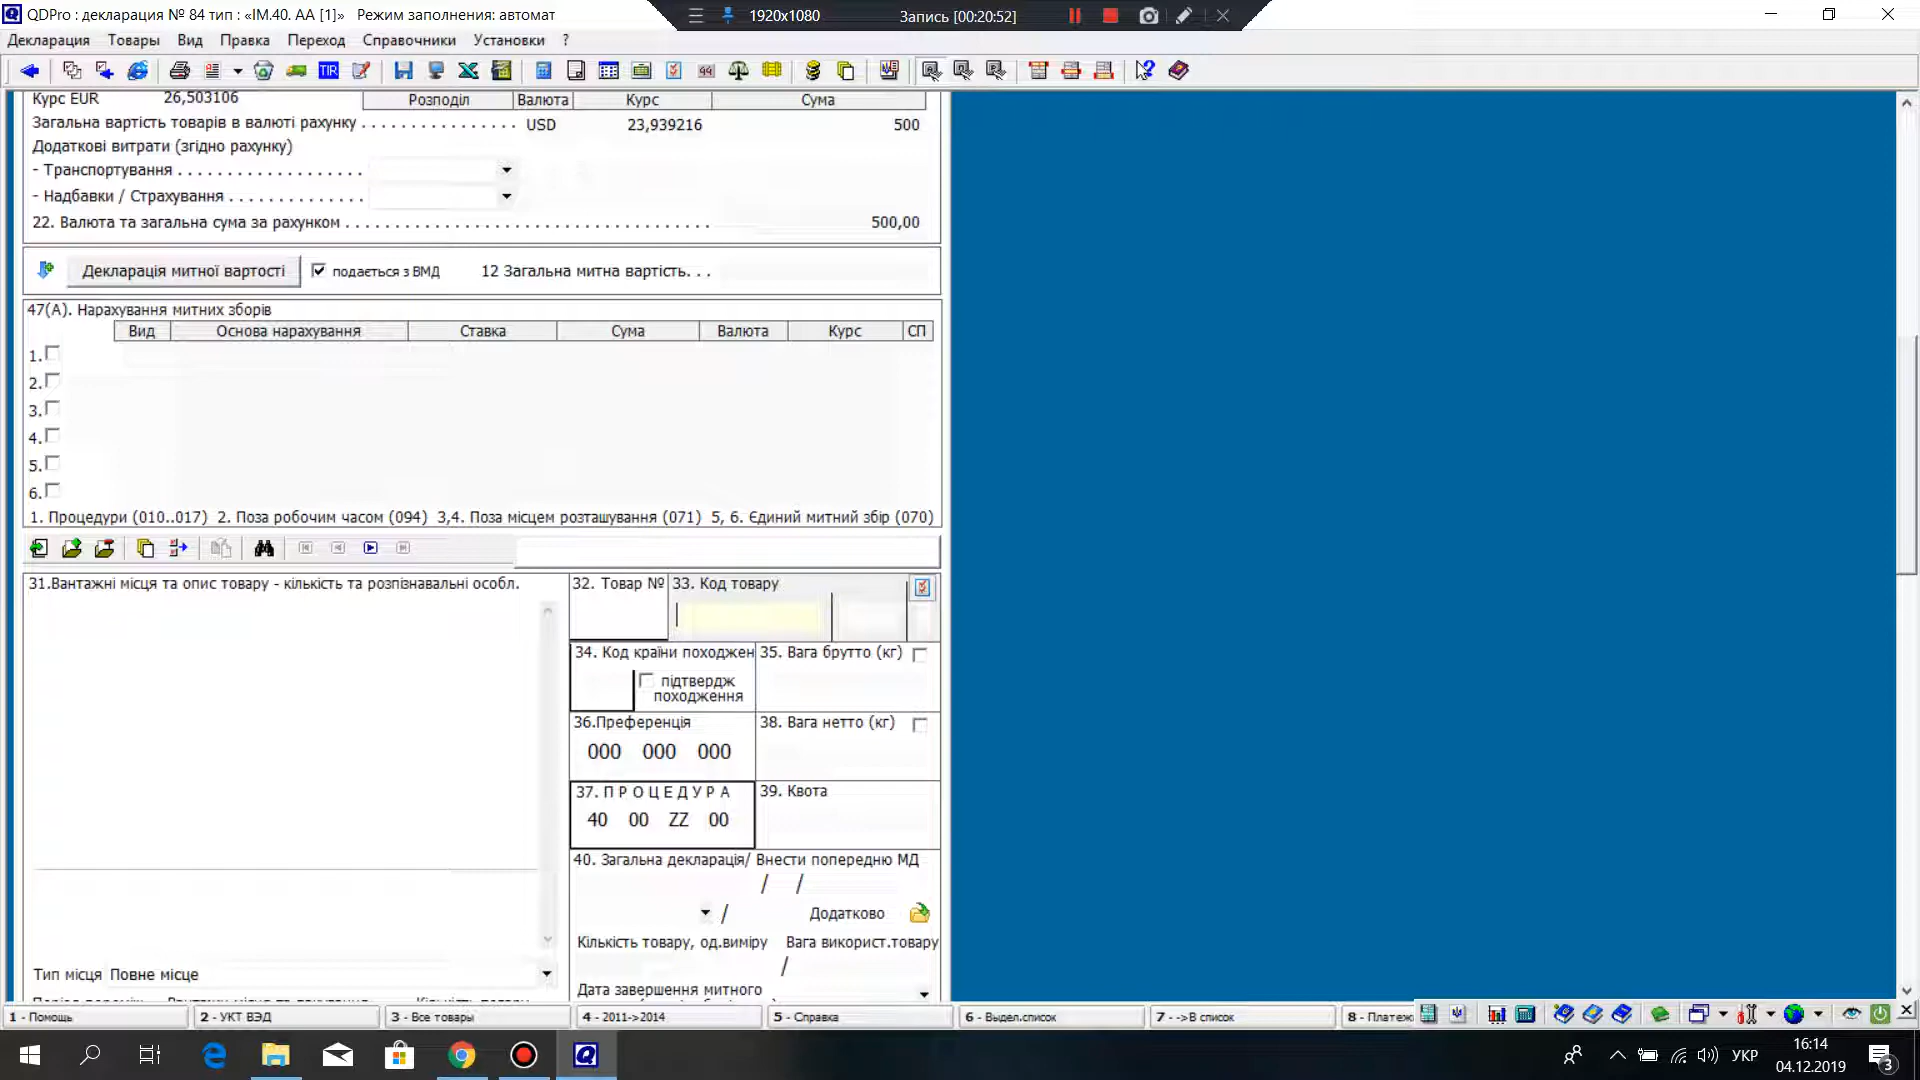 QDPro : декларация № 84 тип : «ІМ.40. АА [1]» Режим заполнения: автомат
1920x1080 Запись [00:20:52]
Декларация Товары Вид Правка Переход Справочники Установки ?
TIR
Курс EUR 26,503106 Розподіл Валюта Курс Сума
Загальна вартість товарів в валюті рахунку . . . . . . . . . . . . . . . . USD 23,939216 500
Додаткові витрати (згідно рахунку)
- Транспортування . . . . . . . . . . . . . . . . . . .
- Надбавки / Страхування . . . . . . . . . . . . . .
22. Валюта та загальна сума за рахунком . . . . . . . . . . . . . . . . . . . . . . . . . . . . . . . . . . . . . 500,00
Декларація митної вартості подається з ВМД 12 Загальна митна вартість. . .
47(А). Нарахування митних зборів
Вид Основа нарахування Ставка Сума Валюта Курс СП
1.
2.
3.
4.
5.
6.
1. Процедури (010..017) 2. Поза робочим часом (094) 3,4. Поза місцем розташування (071) 5, 6. Єдиний митний збір (070)
31.Вантажні місця та опис товару - кількість та розпізнавальні особл. 32. Товар № 33. Код товару
34. Код країни походжен 35. Вага брутто (кг)
підтвердж
походження
36.Преференція 38. Вага нетто (кг)
000 000 000
37. П Р О Ц Е Д У Р А 39. Квота
40 00 ZZ 00
40. Загальна декларація/ Внести попередню МД
/ /
/ Додатково
Кількість товару, од.виміру Вага використ.товару
/
Тип місця Повне місце
Дата завершення митного
1 - Помощь 2 - УКТ ВЭД 3 - Все товары 4 - 2011->2014 5 - Справка 6 - Выдел.список 7 - ->В список 8 - Платеж
УКР 16:14
04.12.2019 3